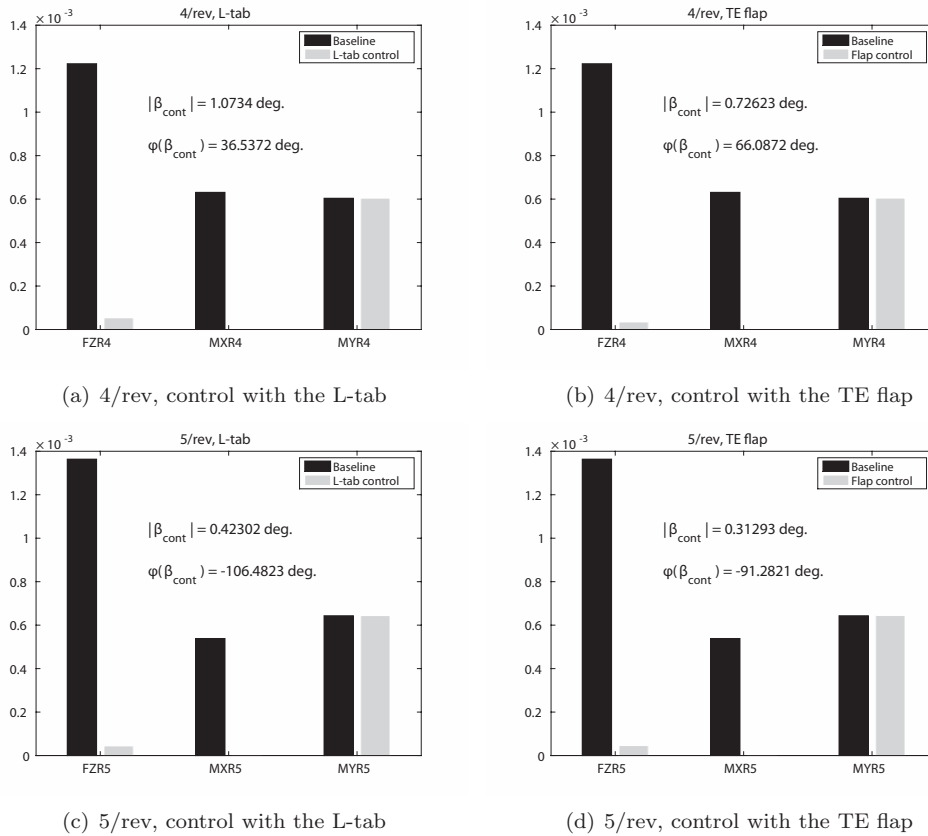 4/rev, L-tab
× 10⁻³
1.4
1.2
1
0.8
0.6
0.4
0.2
0
Baseline
L-tab control
|β_cont| = 1.0734 deg.
φ(β_cont) = 36.5372 deg.
FZR4 MXR4 MYR4
(a) 4/rev, control with the L-tab
4/rev, TE flap
× 10⁻³
1.4
1.2
1
0.8
0.6
0.4
0.2
0
Baseline
Flap control
|β_cont| = 0.72623 deg.
φ(β_cont) = 66.0872 deg.
FZR4 MXR4 MYR4
(b) 4/rev, control with the TE flap
5/rev, L-tab
× 10⁻³
1.4
1.2
1
0.8
0.6
0.4
0.2
0
Baseline
L-tab control
|β_cont| = 0.42302 deg.
φ(β_cont) = -106.4823 deg.
FZR5 MXR5 MYR5
(c) 5/rev, control with the L-tab
5/rev, TE flap
× 10⁻³
1.4
1.2
1
0.8
0.6
0.4
0.2
0
Baseline
Flap control
|β_cont| = 0.31293 deg.
φ(β_cont) = -91.2821 deg.
FZR5 MXR5 MYR5
(d) 5/rev, control with the TE flap